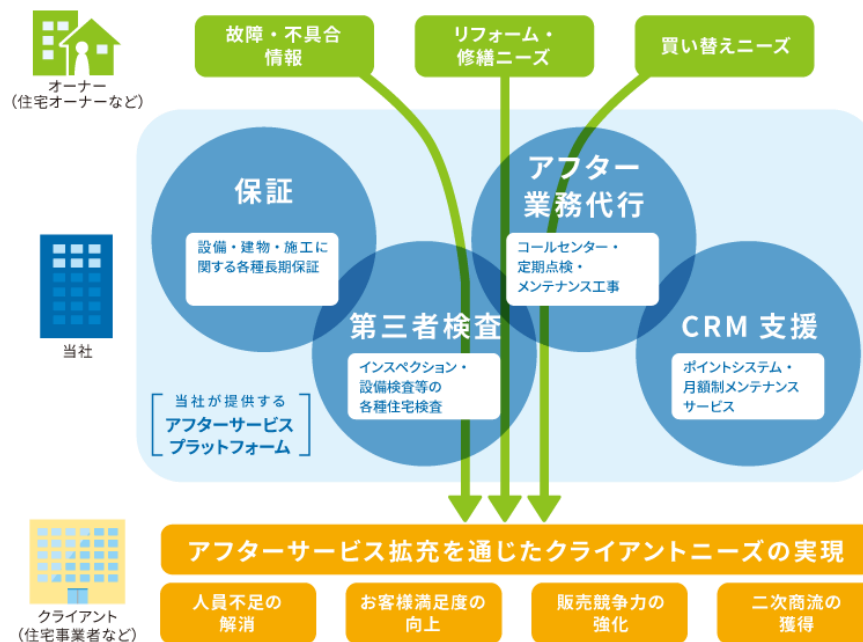 故障・不具合
情報
リフォーム・
修繕ニーズ
買い替えニーズ
オーナー
(住宅オーナーなど)
保証
設備・建物・施工に
関する各種長期保証
アフター
業務代行
コールセンター・
定期点検・
メンテナンス工事
第三者検査
インスペクション・
設備検査等の
各種住宅検査
CRM 支援
ポイントシステム・
月額制メンテナンス
サービス
当社
当社が提供する
アフターサービス
プラットフォーム
アフターサービス拡充を通じたクライアントニーズの実現
人員不足の
解消
お客様満足度の
向上
販売競争力の
強化
二次商流の
獲得
クライアント
(住宅事業者など)